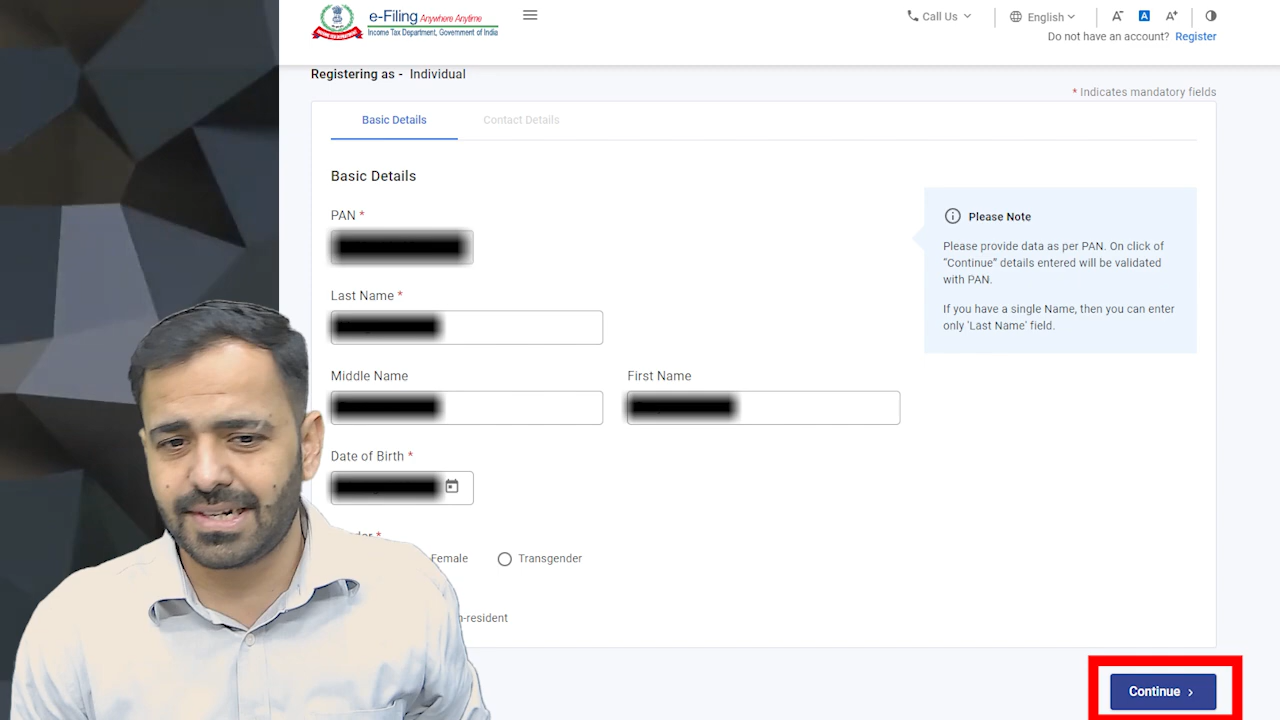 e-Filing Anywhere Anytime
Income Tax Department, Government of India
Call Us
English
A- A A+
Do not have an account? Register
Registering as - Individual
* Indicates mandatory fields
Basic Details Contact Details
Basic Details
PAN *
Please Note
Please provide data as per PAN. On click of
“Continue” details entered will be validated
with PAN.
If you have a single Name, then you can enter
only 'Last Name' field.
Last Name *
Middle Name First Name
Date of Birth *
Female Transgender
Continue ›